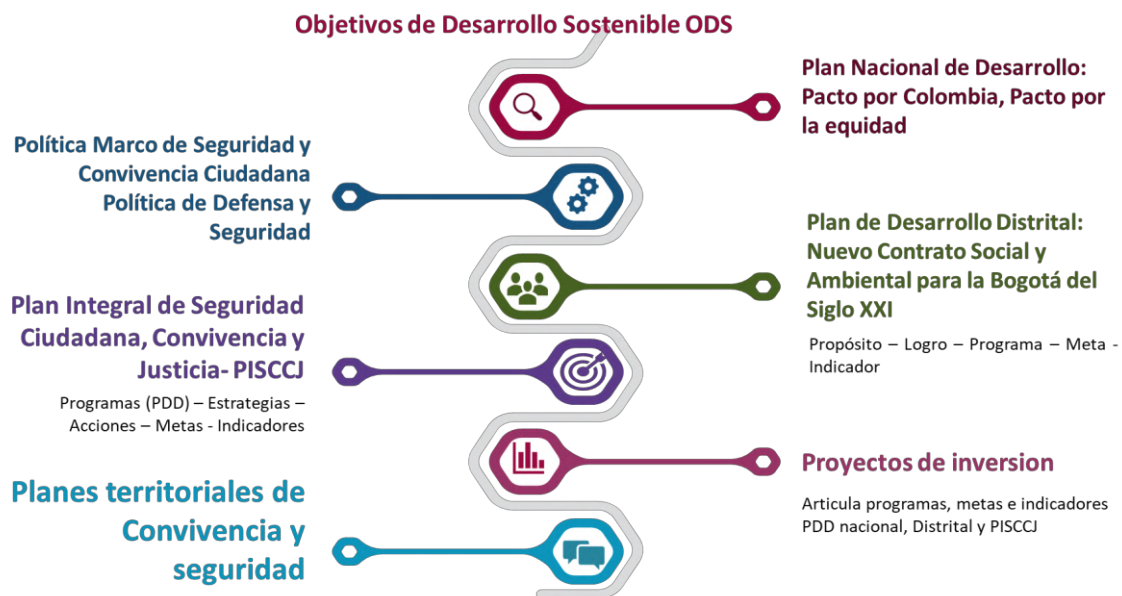 Objetivos de Desarrollo Sostenible ODS
Plan Nacional de Desarrollo:
Pacto por Colombia, Pacto por
la equidad
Política Marco de Seguridad y
Convivencia Ciudadana
Política de Defensa y
Seguridad
Plan de Desarrollo Distrital:
Nuevo Contrato Social y
Ambiental para la Bogotá del
Siglo XXI
Propósito – Logro – Programa – Meta -
Indicador
Plan Integral de Seguridad
Ciudadana, Convivencia y
Justicia- PISCCJ
Programas (PDD) – Estrategias –
Acciones – Metas - Indicadores
Proyectos de inversion
Articula programas, metas e indicadores
PDD nacional, Distrital y PISCCJ
Planes territoriales de
Convivencia y
seguridad